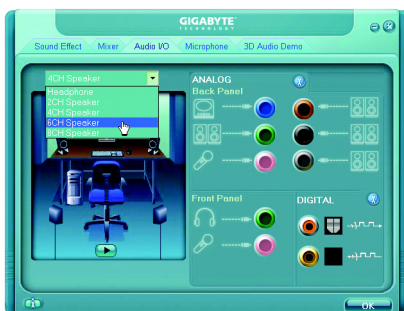 GIGABYTE
TECHNOLOGY
Sound Effect Mixer Audio I/O Microphone 3D Audio Demo
4CH Speaker
Headphone
2CH Speaker
4CH Speaker
6CH Speaker
8CH Speaker
ANALOG
Back Panel
Front Panel
DIGITAL
OK